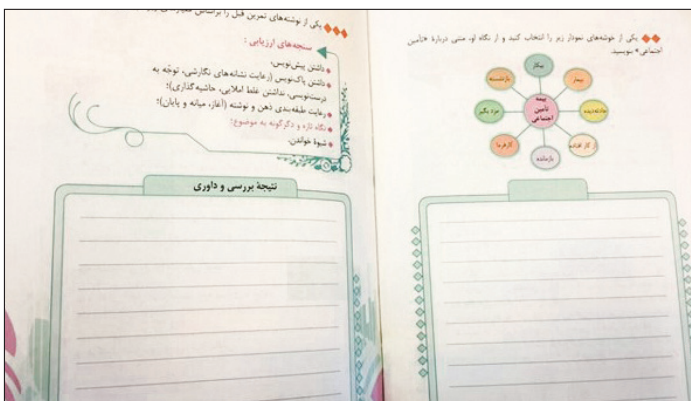 یکی از خوشه‌های نمودار زیر را انتخاب کنید و از نگاه او، متنی دربارهٔ «تأمین
اجتماعی» بنویسید.
بیکار
بیمار
حادثه‌دیده
کار افتاده
بازمانده
کارفرما
مزد بگیر
بازنشسته
بیمه
تأمین
اجتماعی
یکی از نوشته‌های تمرین قبل را براساس
سنجه‌های ارزیابی :
داشتن پیش‌نویس؛
داشتن پاک‌نویس (رعایت نشانه‌های نگارشی، توجّه به
درست‌نویسی، نداشتن غلط املایی، حاشیه‌گذاری)؛
رعایت طبقه‌بندی ذهن و نوشته (آغاز، میانه و پایان)؛
نگاه تازه و دگرگونه به موضوع؛
شیوهٔ خواندن.
نتیجهٔ بررسی و داوری